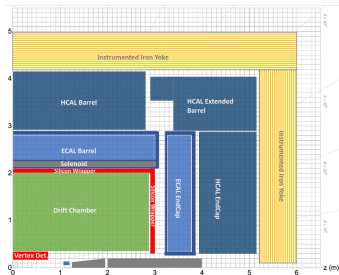 5
Instrumented Iron Yoke
4
HCAL Barrel
HCAL Extended
Barrel
3
ECAL Barrel
Solenoid
Silicon Wrapper
2
Drift Chamber
Silicon Wrapper
ECAL EndCap
HCAL EndCap
Instrumented Iron Yoke
1
Vertex Det.
0
0 1 2 3 4 5 6 z (m)